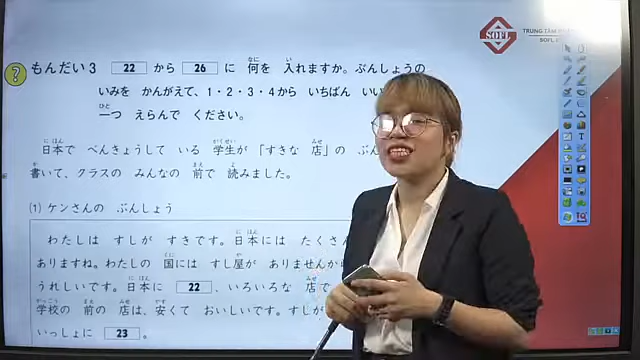 SOFL
TRUNG TÂM
SOFL
?
もんだい3 22 から 26 に 何を 入れますか。ぶんしょうの
いみを かんがえて、1・2・3・4から いちばん いい
一つ えらんで ください。
日本で べんきょうして いる 学生が 「すきな 店」の ぶん
書いて、クラスの みんなの 前で 読みました。
(1) ケンさんの ぶんしょう
わたしは すしが すきです。日本には たくさん
ありますね。わたしの 国には すし屋が ありませんから
うれしいです。日本に 22 、いろいろな 店で
学校の 前の 店は、安くて おいしいです。すしが
いっしょに 23 。